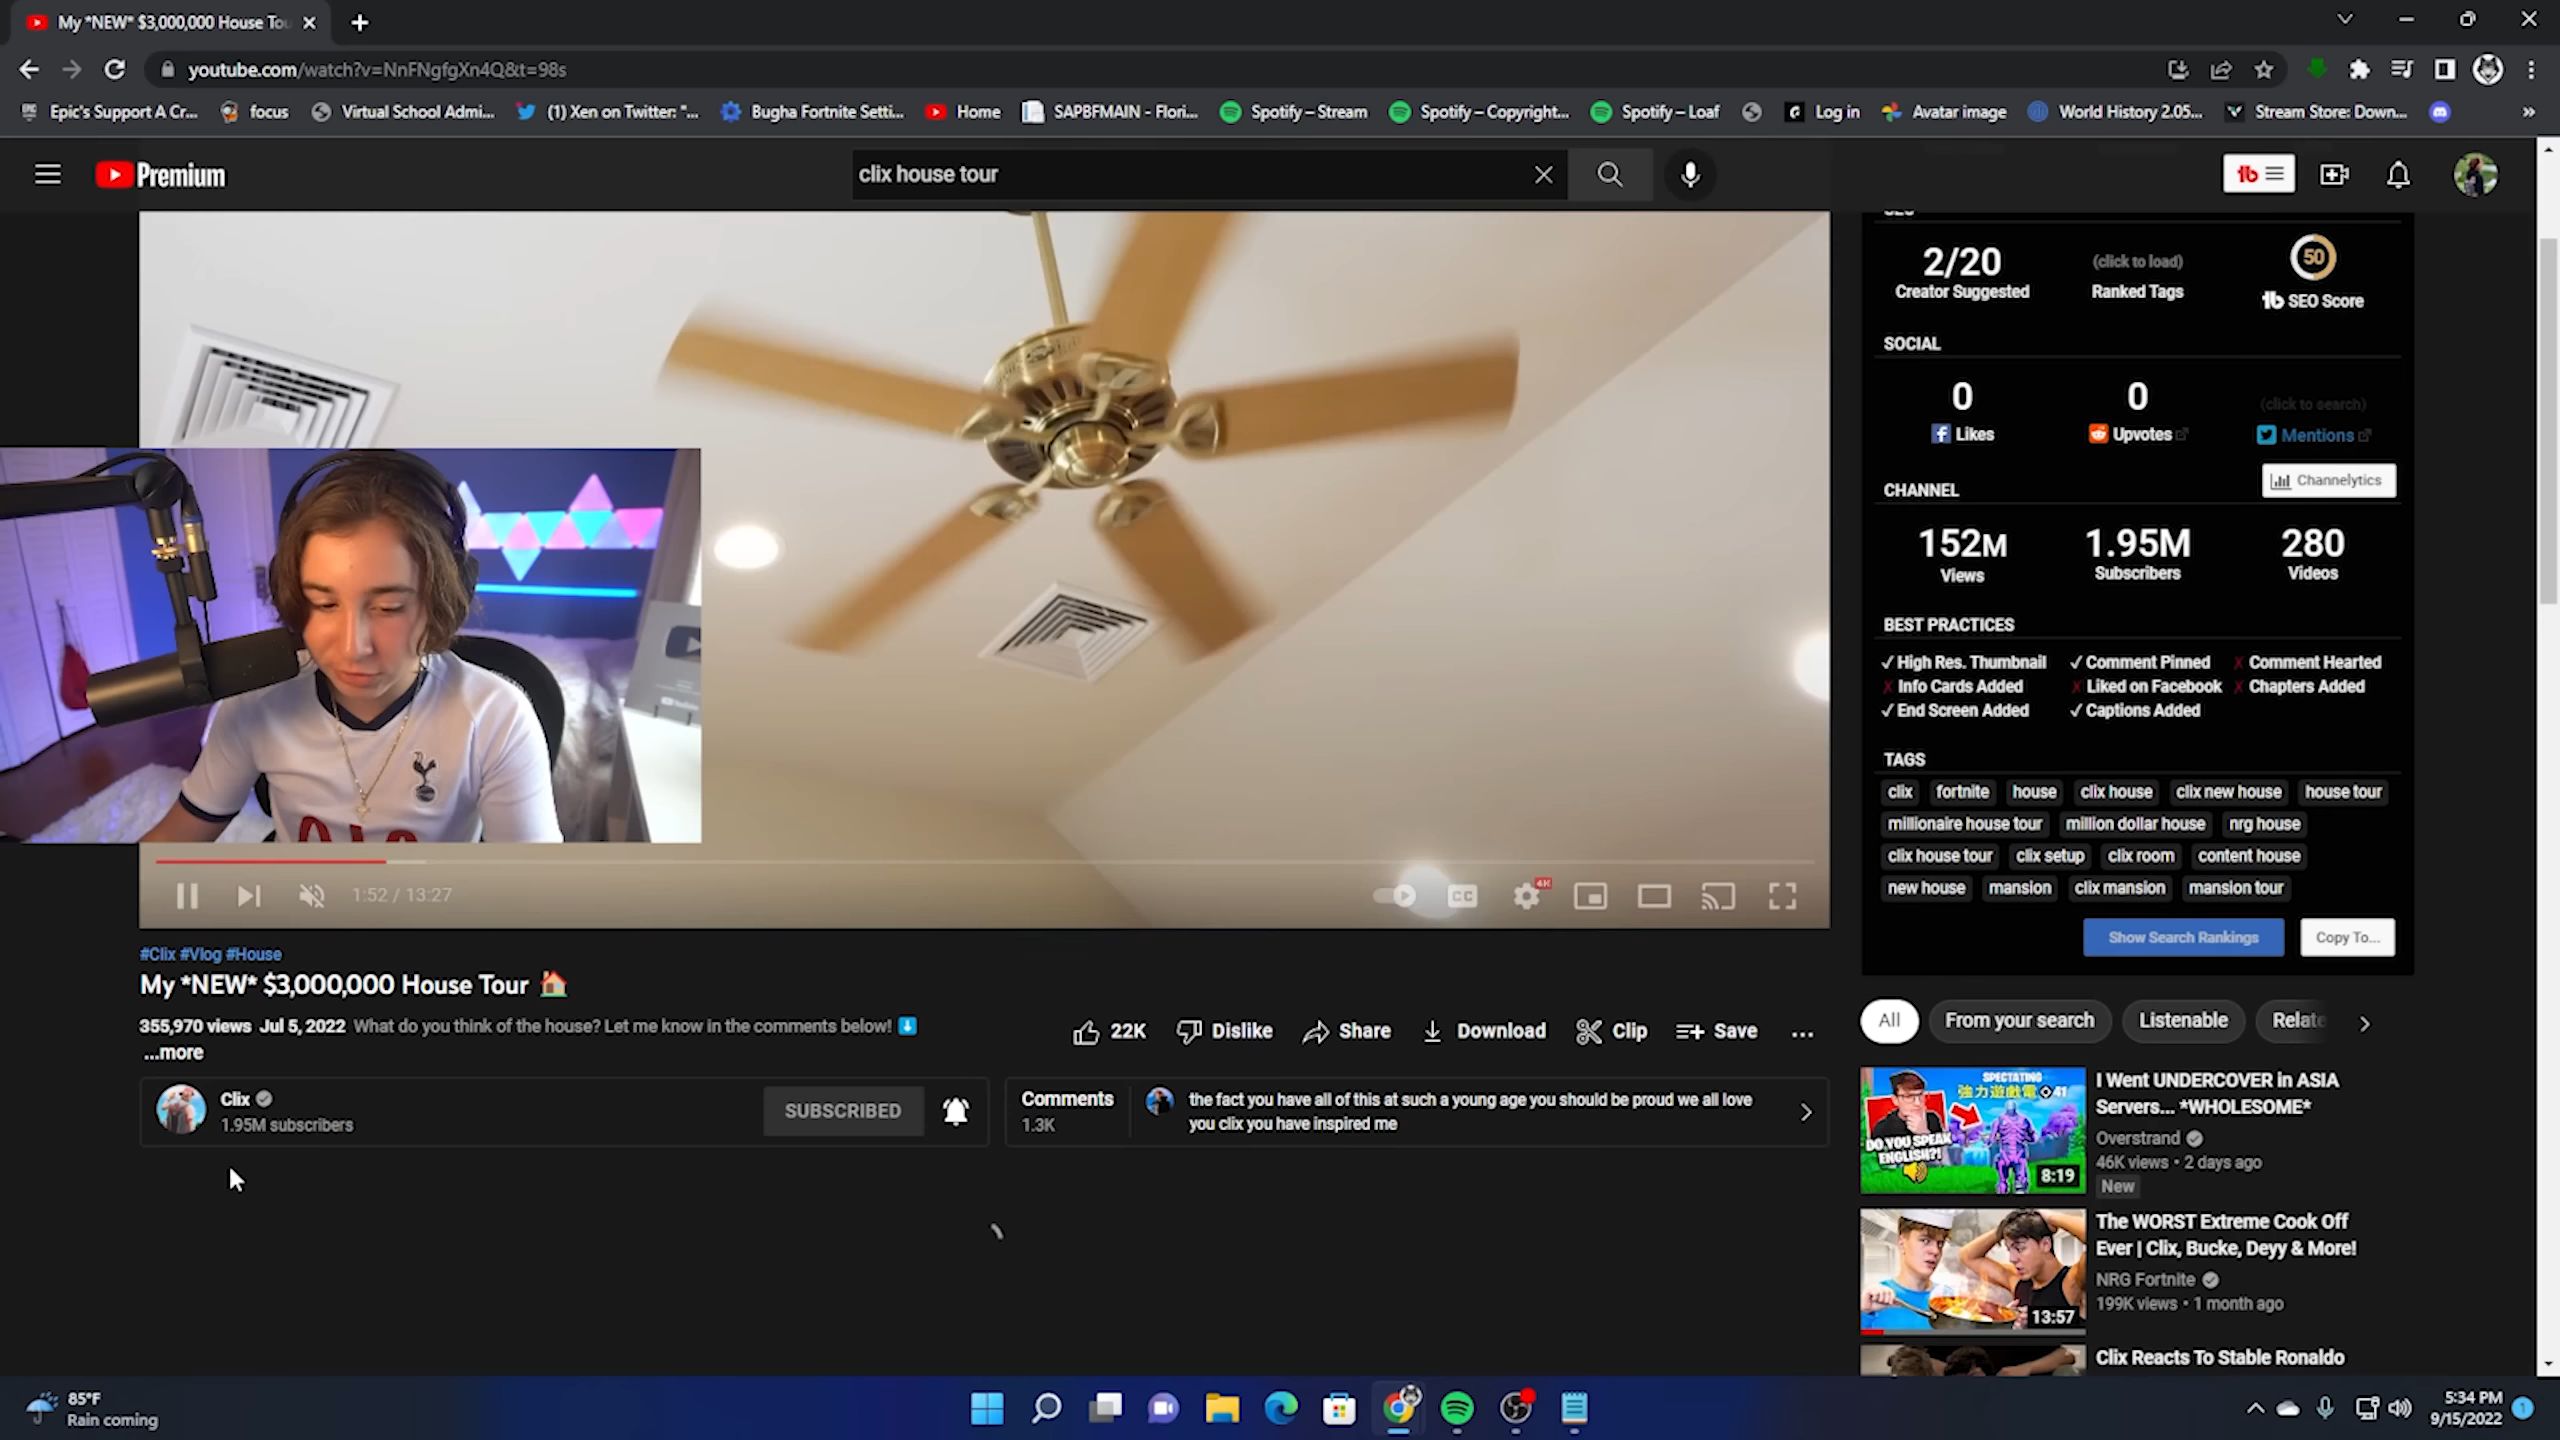 My *NEW* $3,000,000 House Tou
youtube.com/watch?v=NnFNgfgXn4Q&t=98s
Epic's Support A Cr...
focus
Virtual School Admi...
(1) Xen on Twitter: "...
Bugha Fortnite Setti...
Home
SAPBFMAIN - Flori...
Spotify – Stream
Spotify – Copyright...
Spotify – Loaf
Log in
Avatar image
World History 2.05...
Stream Store: Down...
Premium
clix house tour
2/20
Creator Suggested
(click to load)
Ranked Tags
50
SEO Score
SOCIAL
0
Likes
0
Upvotes
(click to search)
Mentions
CHANNEL
Channelytics
152M
Views
1.95M
Subscribers
280
Videos
BEST PRACTICES
✓ High Res. Thumbnail ✓ Comment Pinned ✗ Comment Hearted
✗ Info Cards Added ✗ Liked on Facebook ✗ Chapters Added
✓ End Screen Added ✓ Captions Added
TAGS
clix fortnite house clix house clix new house house tour
millionaire house tour million dollar house nrg house
clix house tour clix setup clix room content house
new house mansion clix mansion mansion tour
Show Search Rankings
Copy To...
1:52 / 13:27
CC
4K
#Clix #Vlog #House
My *NEW* $3,000,000 House Tour
355,970 views Jul 5, 2022 What do you think of the house? Let me know in the comments below!
...more
22K
Dislike
Share
Download
Clip
Save
Clix
1.95M subscribers
SUBSCRIBED
Comments
1.3K
the fact you have all of this at such a young age you should be proud we all love
you clix you have inspired me
All
From your search
Listenable
Relate
SPECTATING
強力遊戲電 41
DO YOU SPEAK
ENGLISH?!
8:19
I Went UNDERCOVER in ASIA
Servers... *WHOLESOME*
Overstrand
46K views • 2 days ago
New
13:57
The WORST Extreme Cook Off
Ever | Clix, Bucke, Deyy & More!
NRG Fortnite
199K views • 1 month ago
Clix Reacts To Stable Ronaldo
85°F
Rain coming
5:34 PM
9/15/2022
1